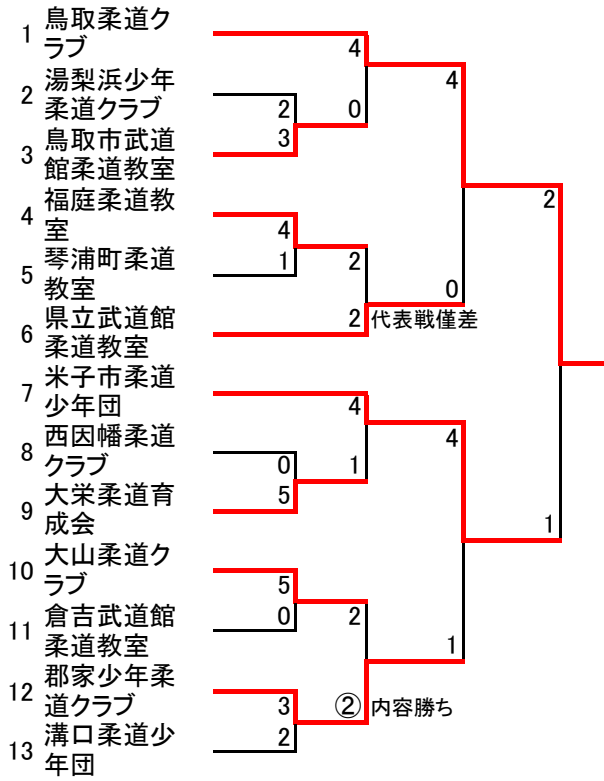 1
鳥取柔道ク
ラブ
4
4
2
湯梨浜少年
柔道クラブ
2
0
3
鳥取市武道
館柔道教室
3
2
4
福庭柔道教
室
4
5
琴浦町柔道
教室
1
2
0
6
県立武道館
柔道教室
2
代表戦僅差
7
米子市柔道
少年団
4
4
8
西因幡柔道
クラブ
0
1
9
大栄柔道育
成会
5
1
10
大山柔道ク
ラブ
5
11
倉吉武道館
柔道教室
0
2
1
12
郡家少年柔
道クラブ
3
②
内容勝ち
13
溝口柔道少
年団
2